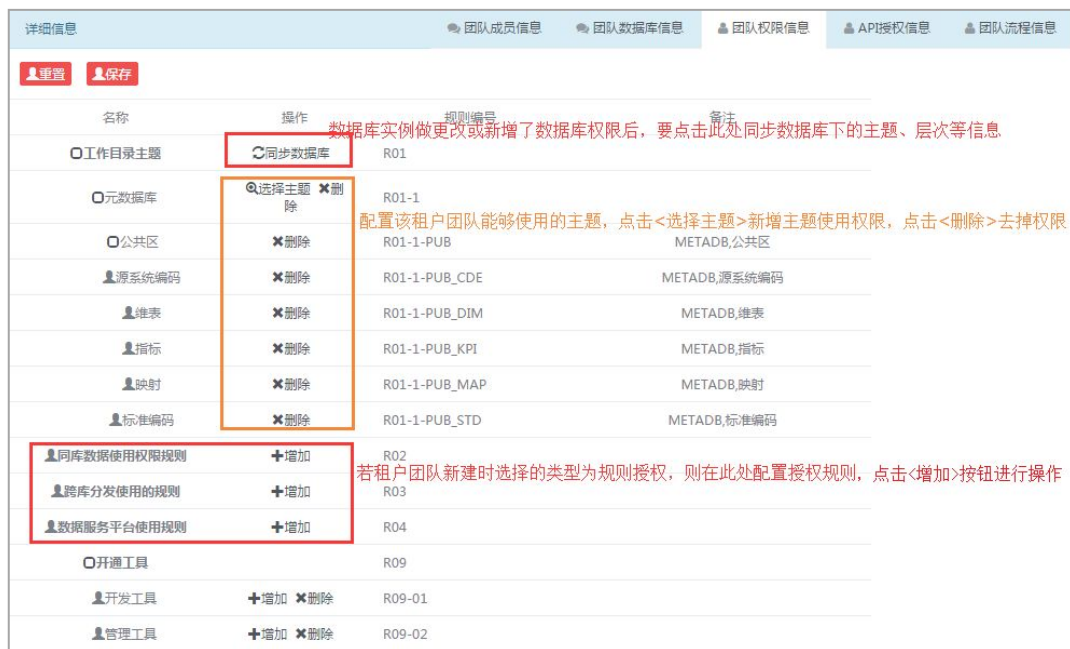 详细信息 团队成员信息 团队数据库信息 团队权限信息 API授权信息 团队流程信息
重置 保存
名称 操作 规则编号 备注
数据库实例做更改或新增了数据库权限后，要点击此处同步数据库下的主题、层次等信息
工作目录主题 同步数据库 R01
元数据库 选择主题 删除 R01-1
配置该租户团队能够使用的主题，点击<选择主题>新增主题使用权限，点击<删除>去掉权限
公共区 删除 R01-1-PUB METADB,公共区
源系统编码 删除 R01-1-PUB_CDE METADB,源系统编码
维表 删除 R01-1-PUB_DIM METADB,维表
指标 删除 R01-1-PUB_KPI METADB,指标
映射 删除 R01-1-PUB_MAP METADB,映射
标准编码 删除 R01-1-PUB_STD METADB,标准编码
同库数据使用权限规则 增加 R02
若租户团队新建时选择的类型为规则授权，则在此处配置授权规则，点击<增加>按钮进行操作
跨库分发使用的规则 增加 R03
数据服务平台使用规则 增加 R04
开通工具 R09
开发工具 增加 删除 R09-01
管理工具 增加 删除 R09-02